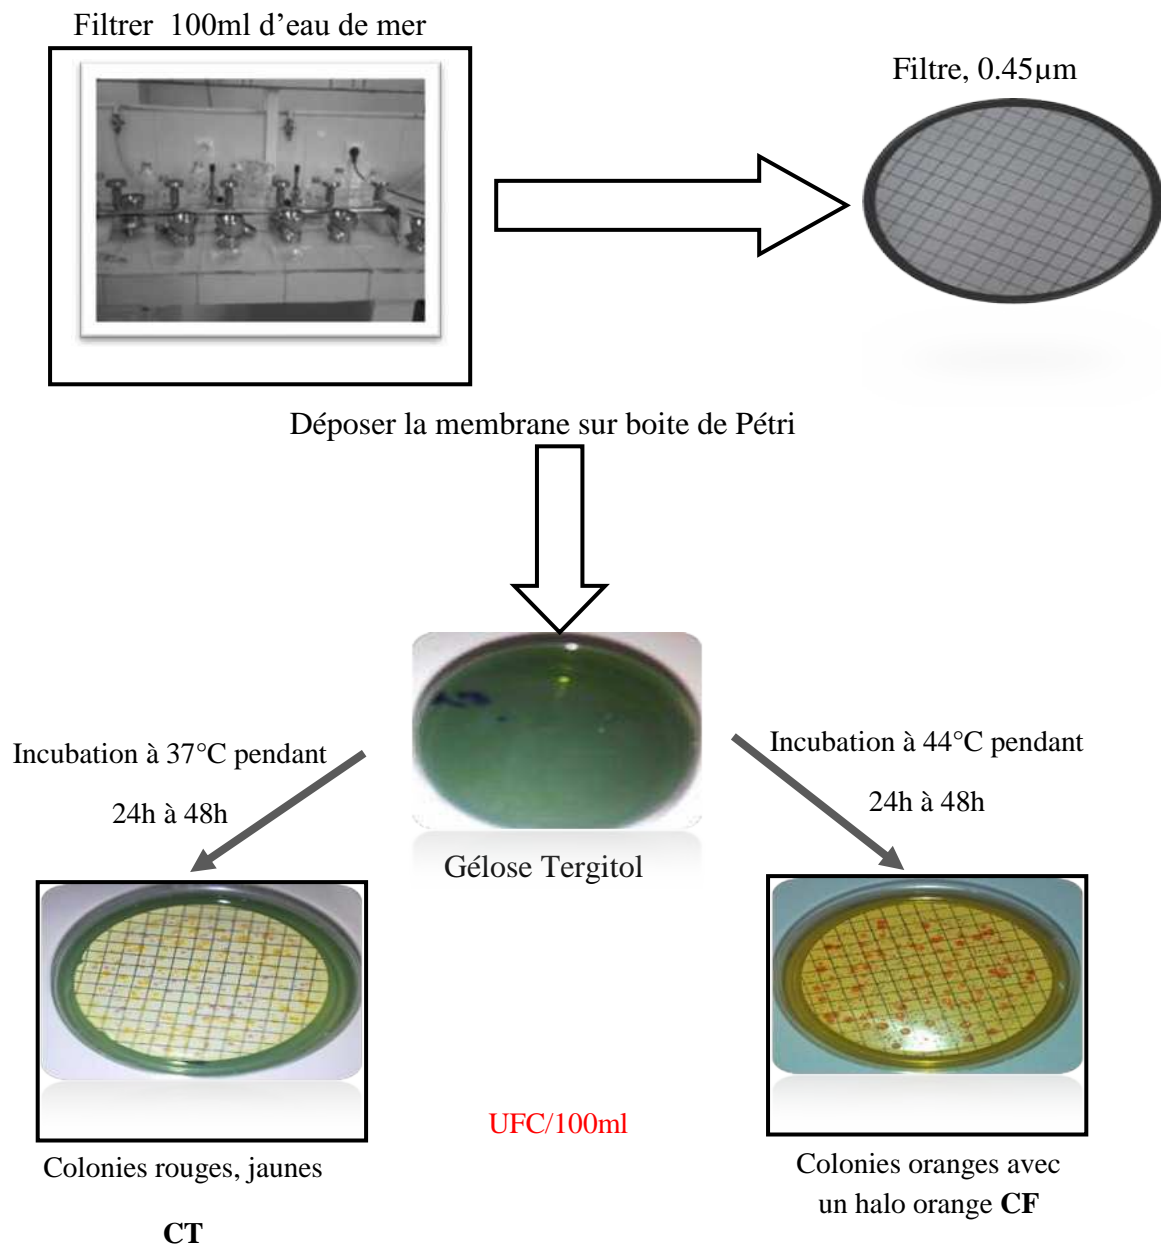 Filtrer 100ml d’eau de mer
Filtre, 0.45µm
Déposer la membrane sur boite de Pétri
Incubation à 37°C pendant
24h à 48h
Incubation à 44°C pendant
24h à 48h
Gélose Tergitol
UFC/100ml
Colonies rouges, jaunes
CT
Colonies oranges avec
un halo orange CF